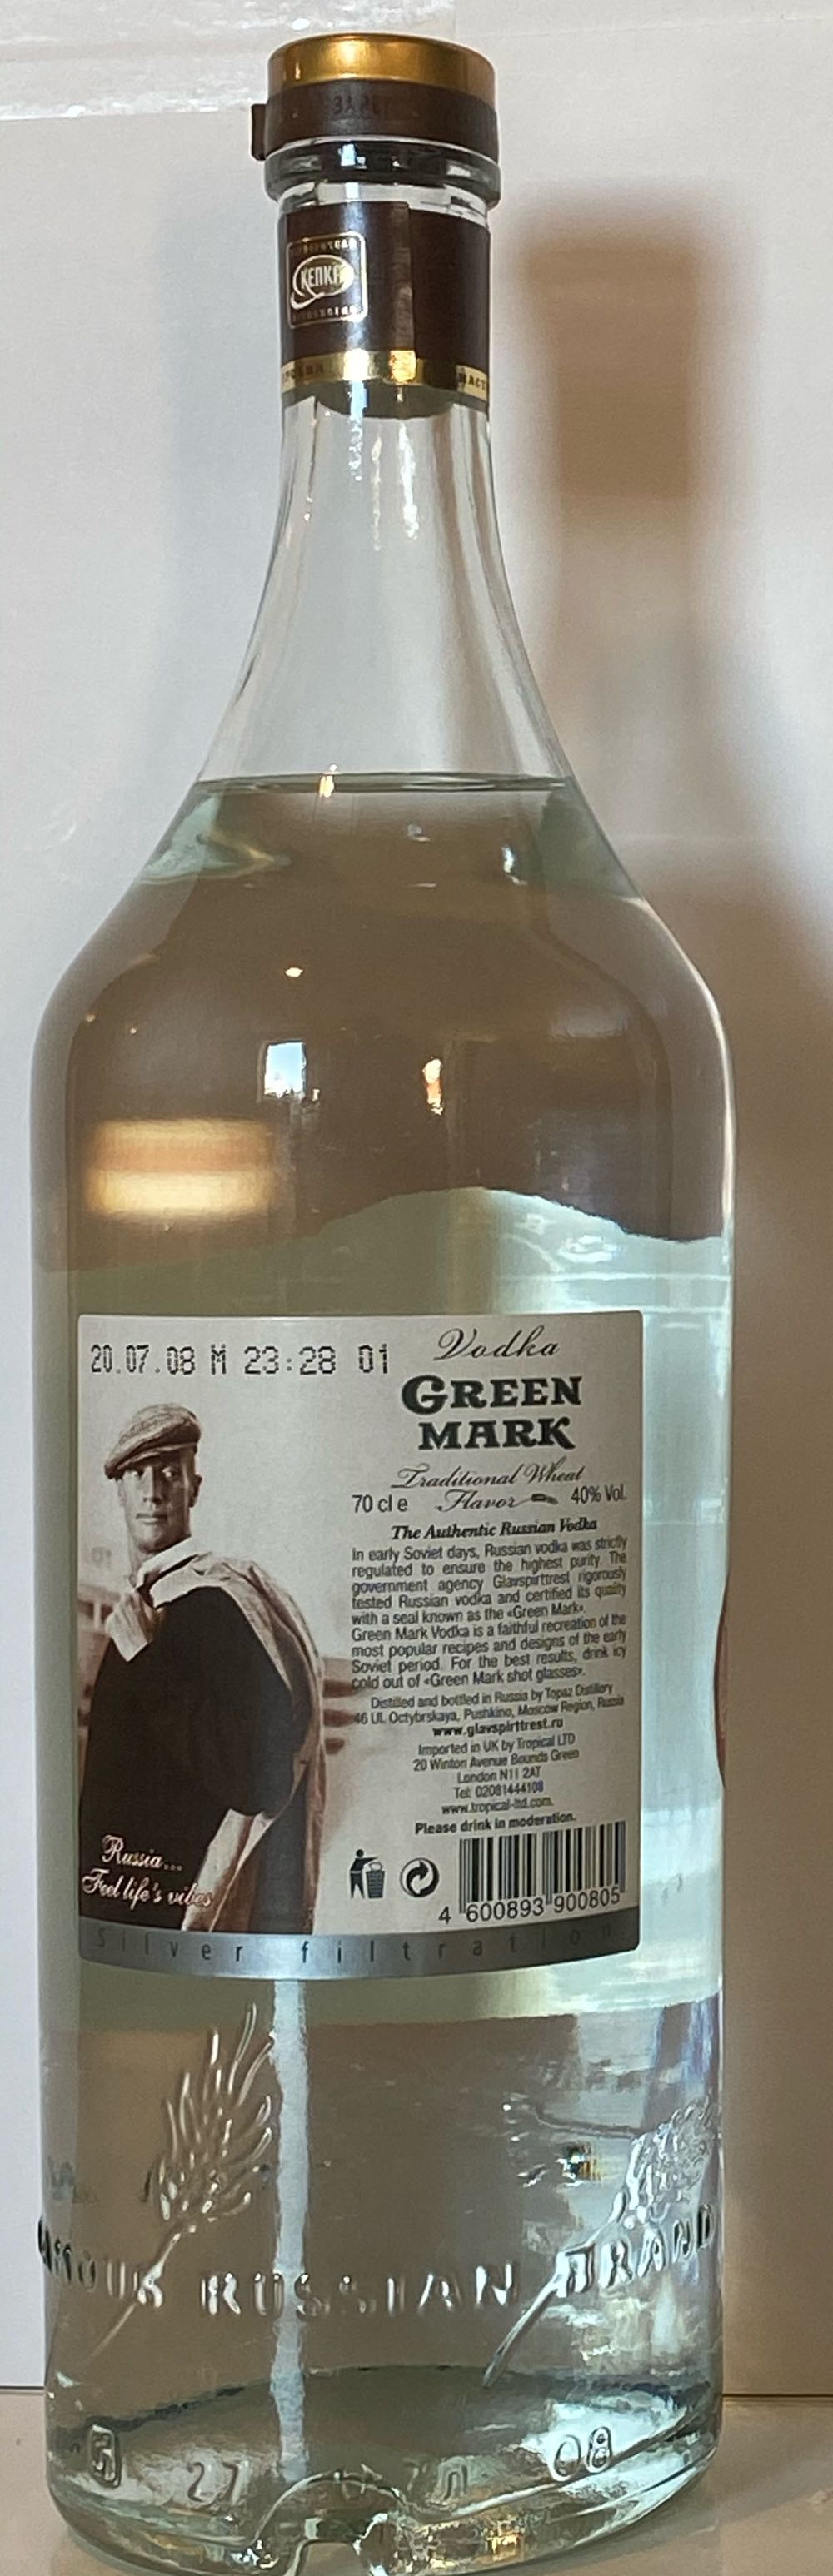 КЕПКА
20.07.08 M 23:28 01
Vodka
GREEN
MARK
Traditional Wheat
70 cl e Flavor 40% Vol.
The Authentic Russian Vodka
In early Soviet days, Russian vodka was strictly
regulated to ensure the highest purity. The
government agency Glavspirttrest rigorously
tested Russian vodka and certified its quality
with a seal known as the «Green Mark».
Green Mark Vodka is a faithful recreation of the
most popular recipes and designs of the early
Soviet period. For the best results, drink icy
cold out of «Green Mark shot glasses».
Distilled and bottled in Russia by Topaz Distillery
46 Ul. Octybrskaya, Pushkino, Moscow Region, Russia
www.glavspirttrest.ru
Imported in UK by Tropical LTD
20 Winton Avenue Bounds Green
London N11 2AT
Tel: 02081444108
www.tropical-ltd.com.
Please drink in moderation.
Russia...
Feel life's vibes
4 600893 900805
Silver filtration
RUSSIAN BRAND
27 Л 08